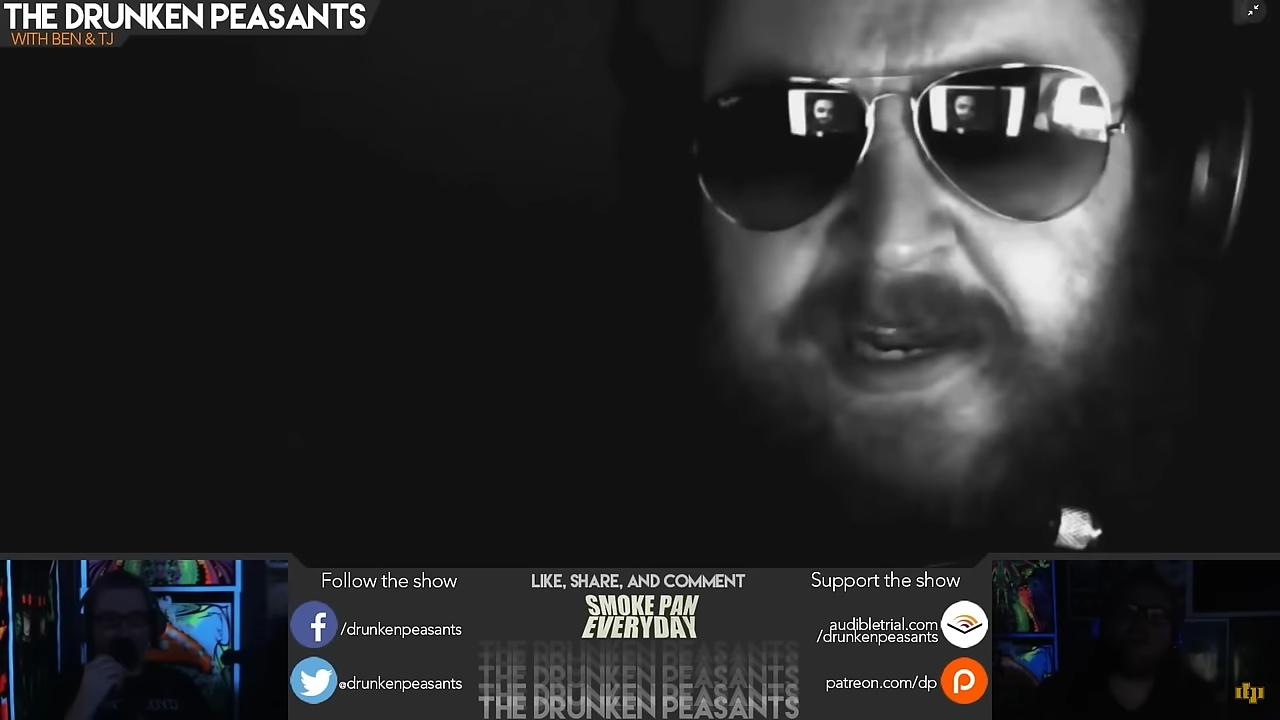 THE DRUNKEN PEASANTS
WITH BEN & TJ
Follow the show
/drunkenpeasants
@drunkenpeasants
LIKE, SHARE, AND COMMENT
SMOKE PAN
EVERYDAY
THE DRUNKEN PEASANTS
THE DRUNKEN PEASANTS
THE DRUNKEN PEASANTS
Support the show
audibletrial.com
/drunkenpeasants
patreon.com/dp
dp